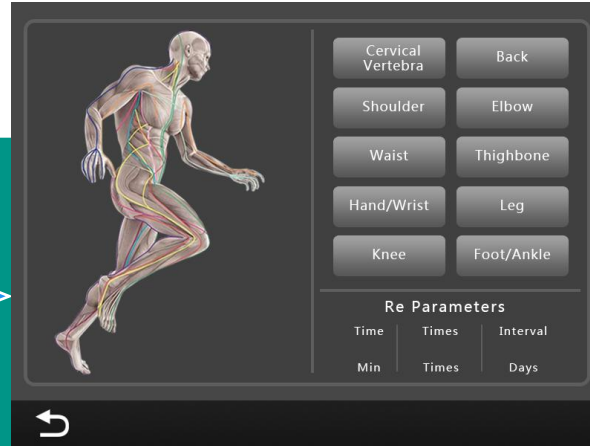 Cervical
Vertebra
Back
Shoulder
Elbow
Waist
Thighbone
Hand/Wrist
Leg
Knee
Foot/Ankle
Re Parameters
Time Times Interval
Min Times Days